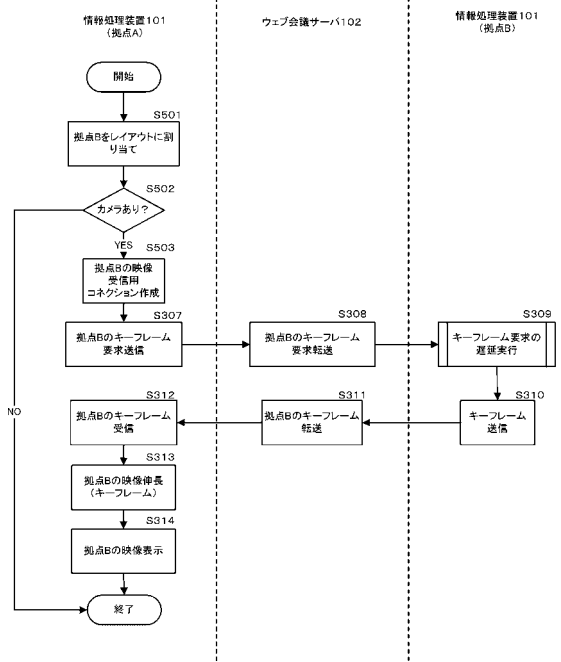 情報処理装置101
(拠点A)
ウェブ会議サーバ102
情報処理装置101
(拠点B)
開始
S501
拠点Bをレイアウトに割
り当て
S502
カメラあり?
YES
S503
拠点Bの映像
受信用
コネクション作成
S307
拠点Bのキーフレーム
要求送信
S308
拠点Bのキーフレーム
要求転送
S309
キーフレーム要求の
遅延実行
S310
キーフレーム
送信
S311
拠点Bのキーフレーム
転送
S312
拠点Bのキーフレーム
受信
NO
S313
拠点Bの映像伸長
(キーフレーム)
S314
拠点Bの映像表示
終了